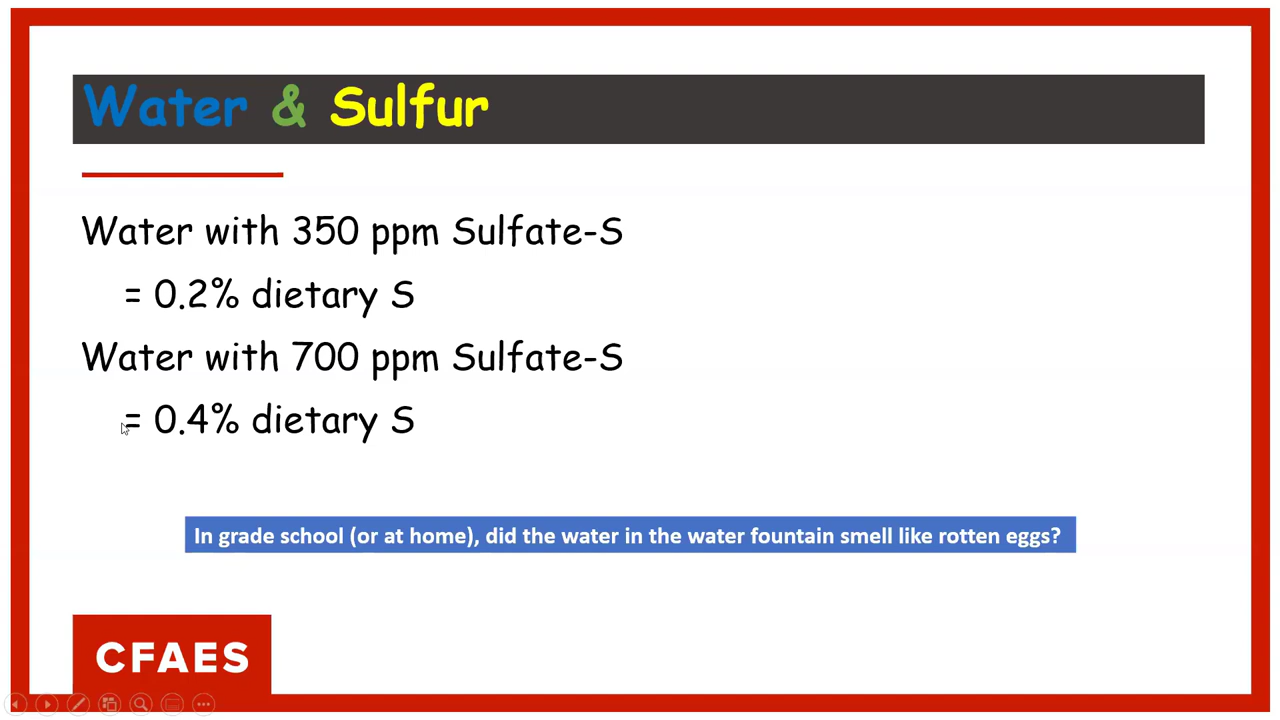 Water & Sulfur
Water with 350 ppm Sulfate-S
= 0.2% dietary S
Water with 700 ppm Sulfate-S
= 0.4% dietary S
In grade school (or at home), did the water in the water fountain smell like rotten eggs?
CFAES